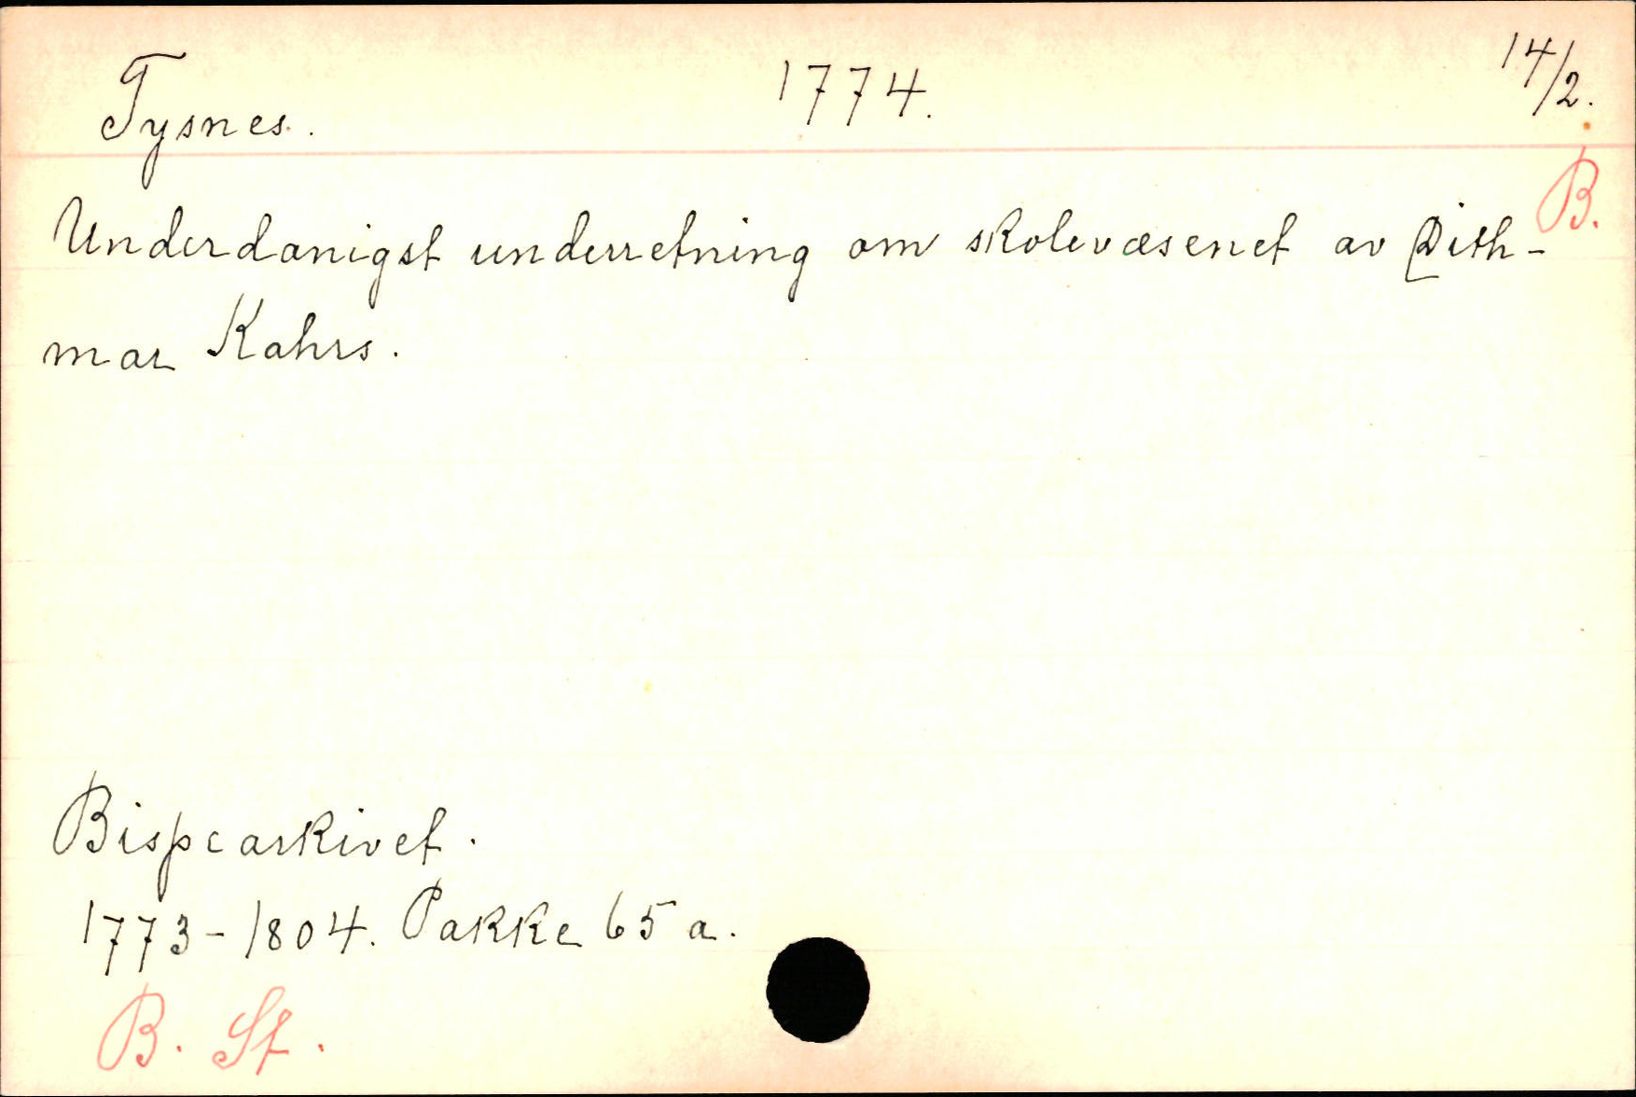 Tysnes. 1774. 14/2.
B.
Underdanigst underretning om skolevæsenet av Dith-
mar Kahrs.
Bispearkivet.
1773-1804. Pakke 65 a.
B. St.